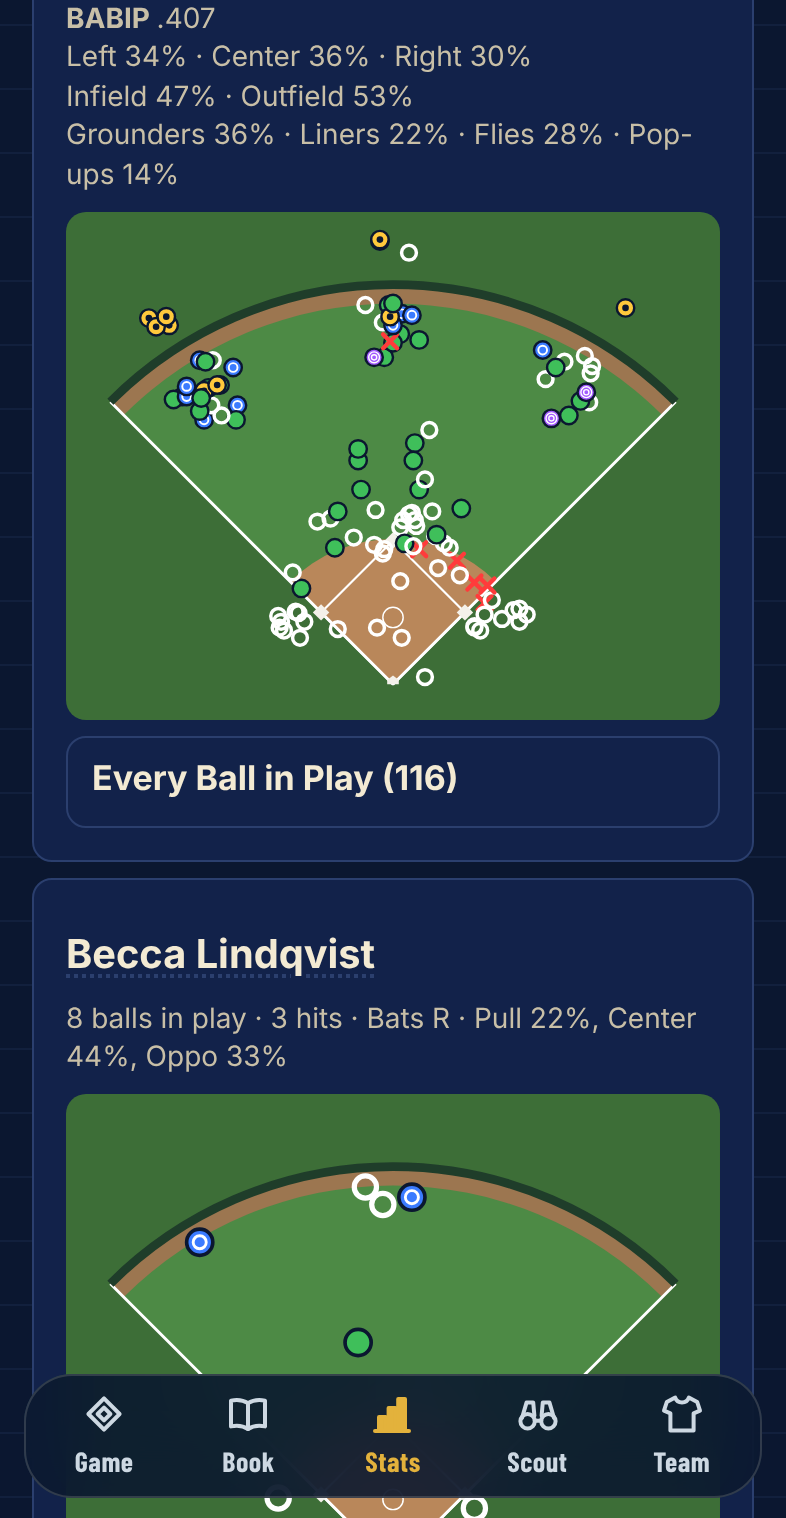 BABIP .407
Left 34% · Center 36% · Right 30%
Infield 47% · Outfield 53%
Grounders 36% · Liners 22% · Flies 28% · Pop-
ups 14%
Every Ball in Play (116)
Becca Lindqvist
8 balls in play · 3 hits · Bats R · Pull 22%, Center
44%, Oppo 33%
Game
Book
Stats
Scout
Team